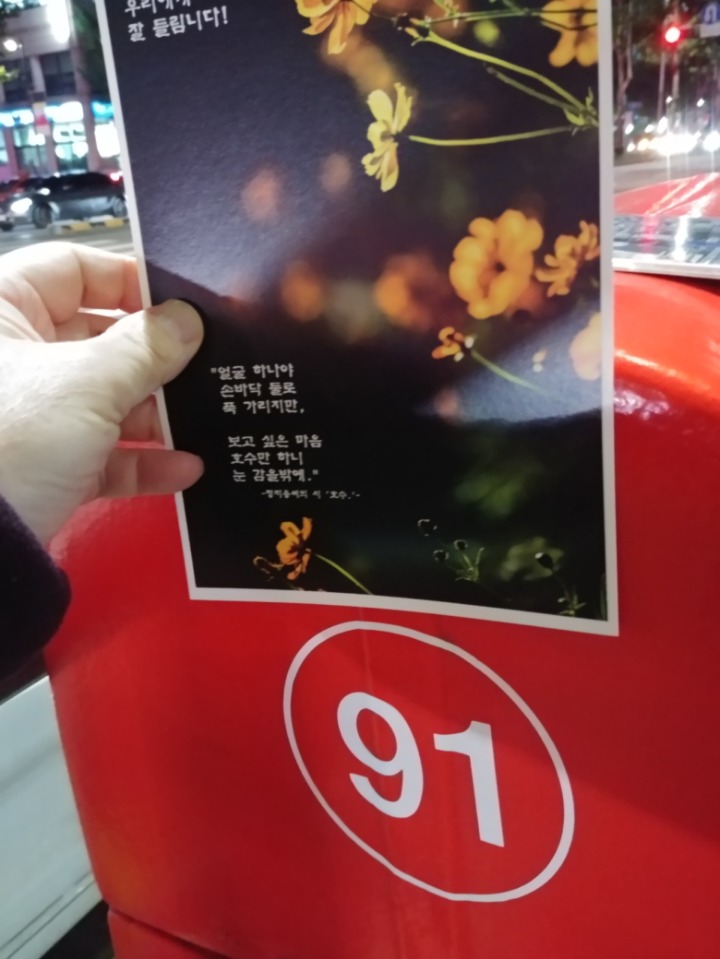 우리에게
잘 들립니다!
"얼굴 하나야
손바닥 둘로
폭 가리지만,
보고 싶은 마음
호수만 하니
눈 감을밖에."
-정지용님의 시 '호수.'-
91